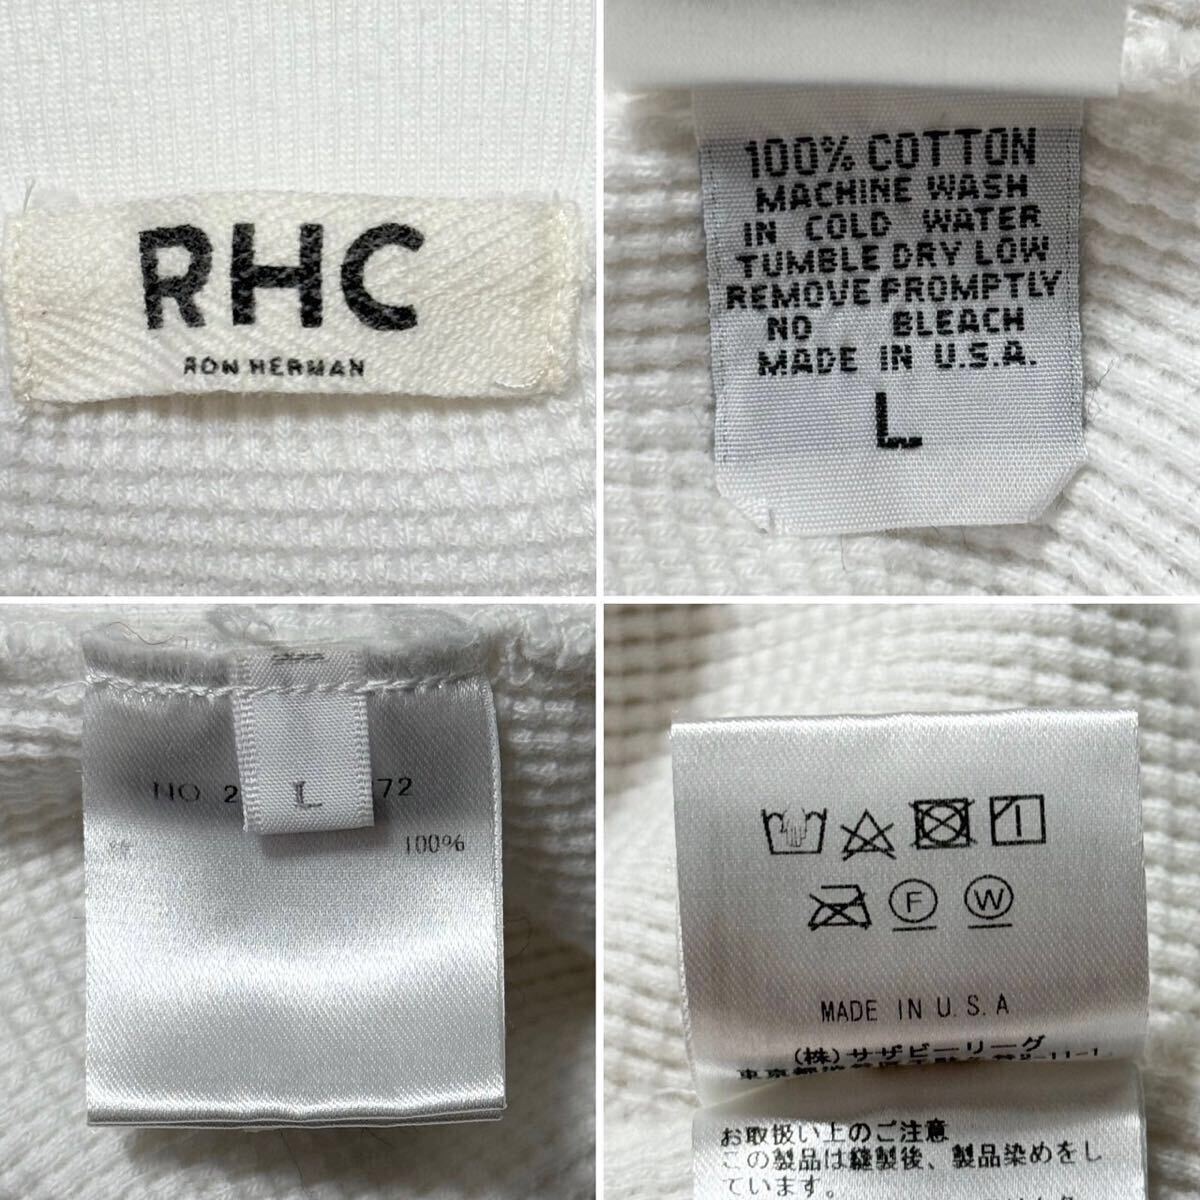 RHC
RON HERMAN
100% COTTON
MACHINE WASH
IN COLD WATER
TUMBLE DRY LOW
REMOVE PROMPTLY
NO BLEACH
MADE IN U.S.A.
L
L
NO 2 72
100%
F W
MADE IN U.S.A
(株)サザビーリーグ
お取扱い上のご注意
この製品は縫製後、製品染めをし
ています。